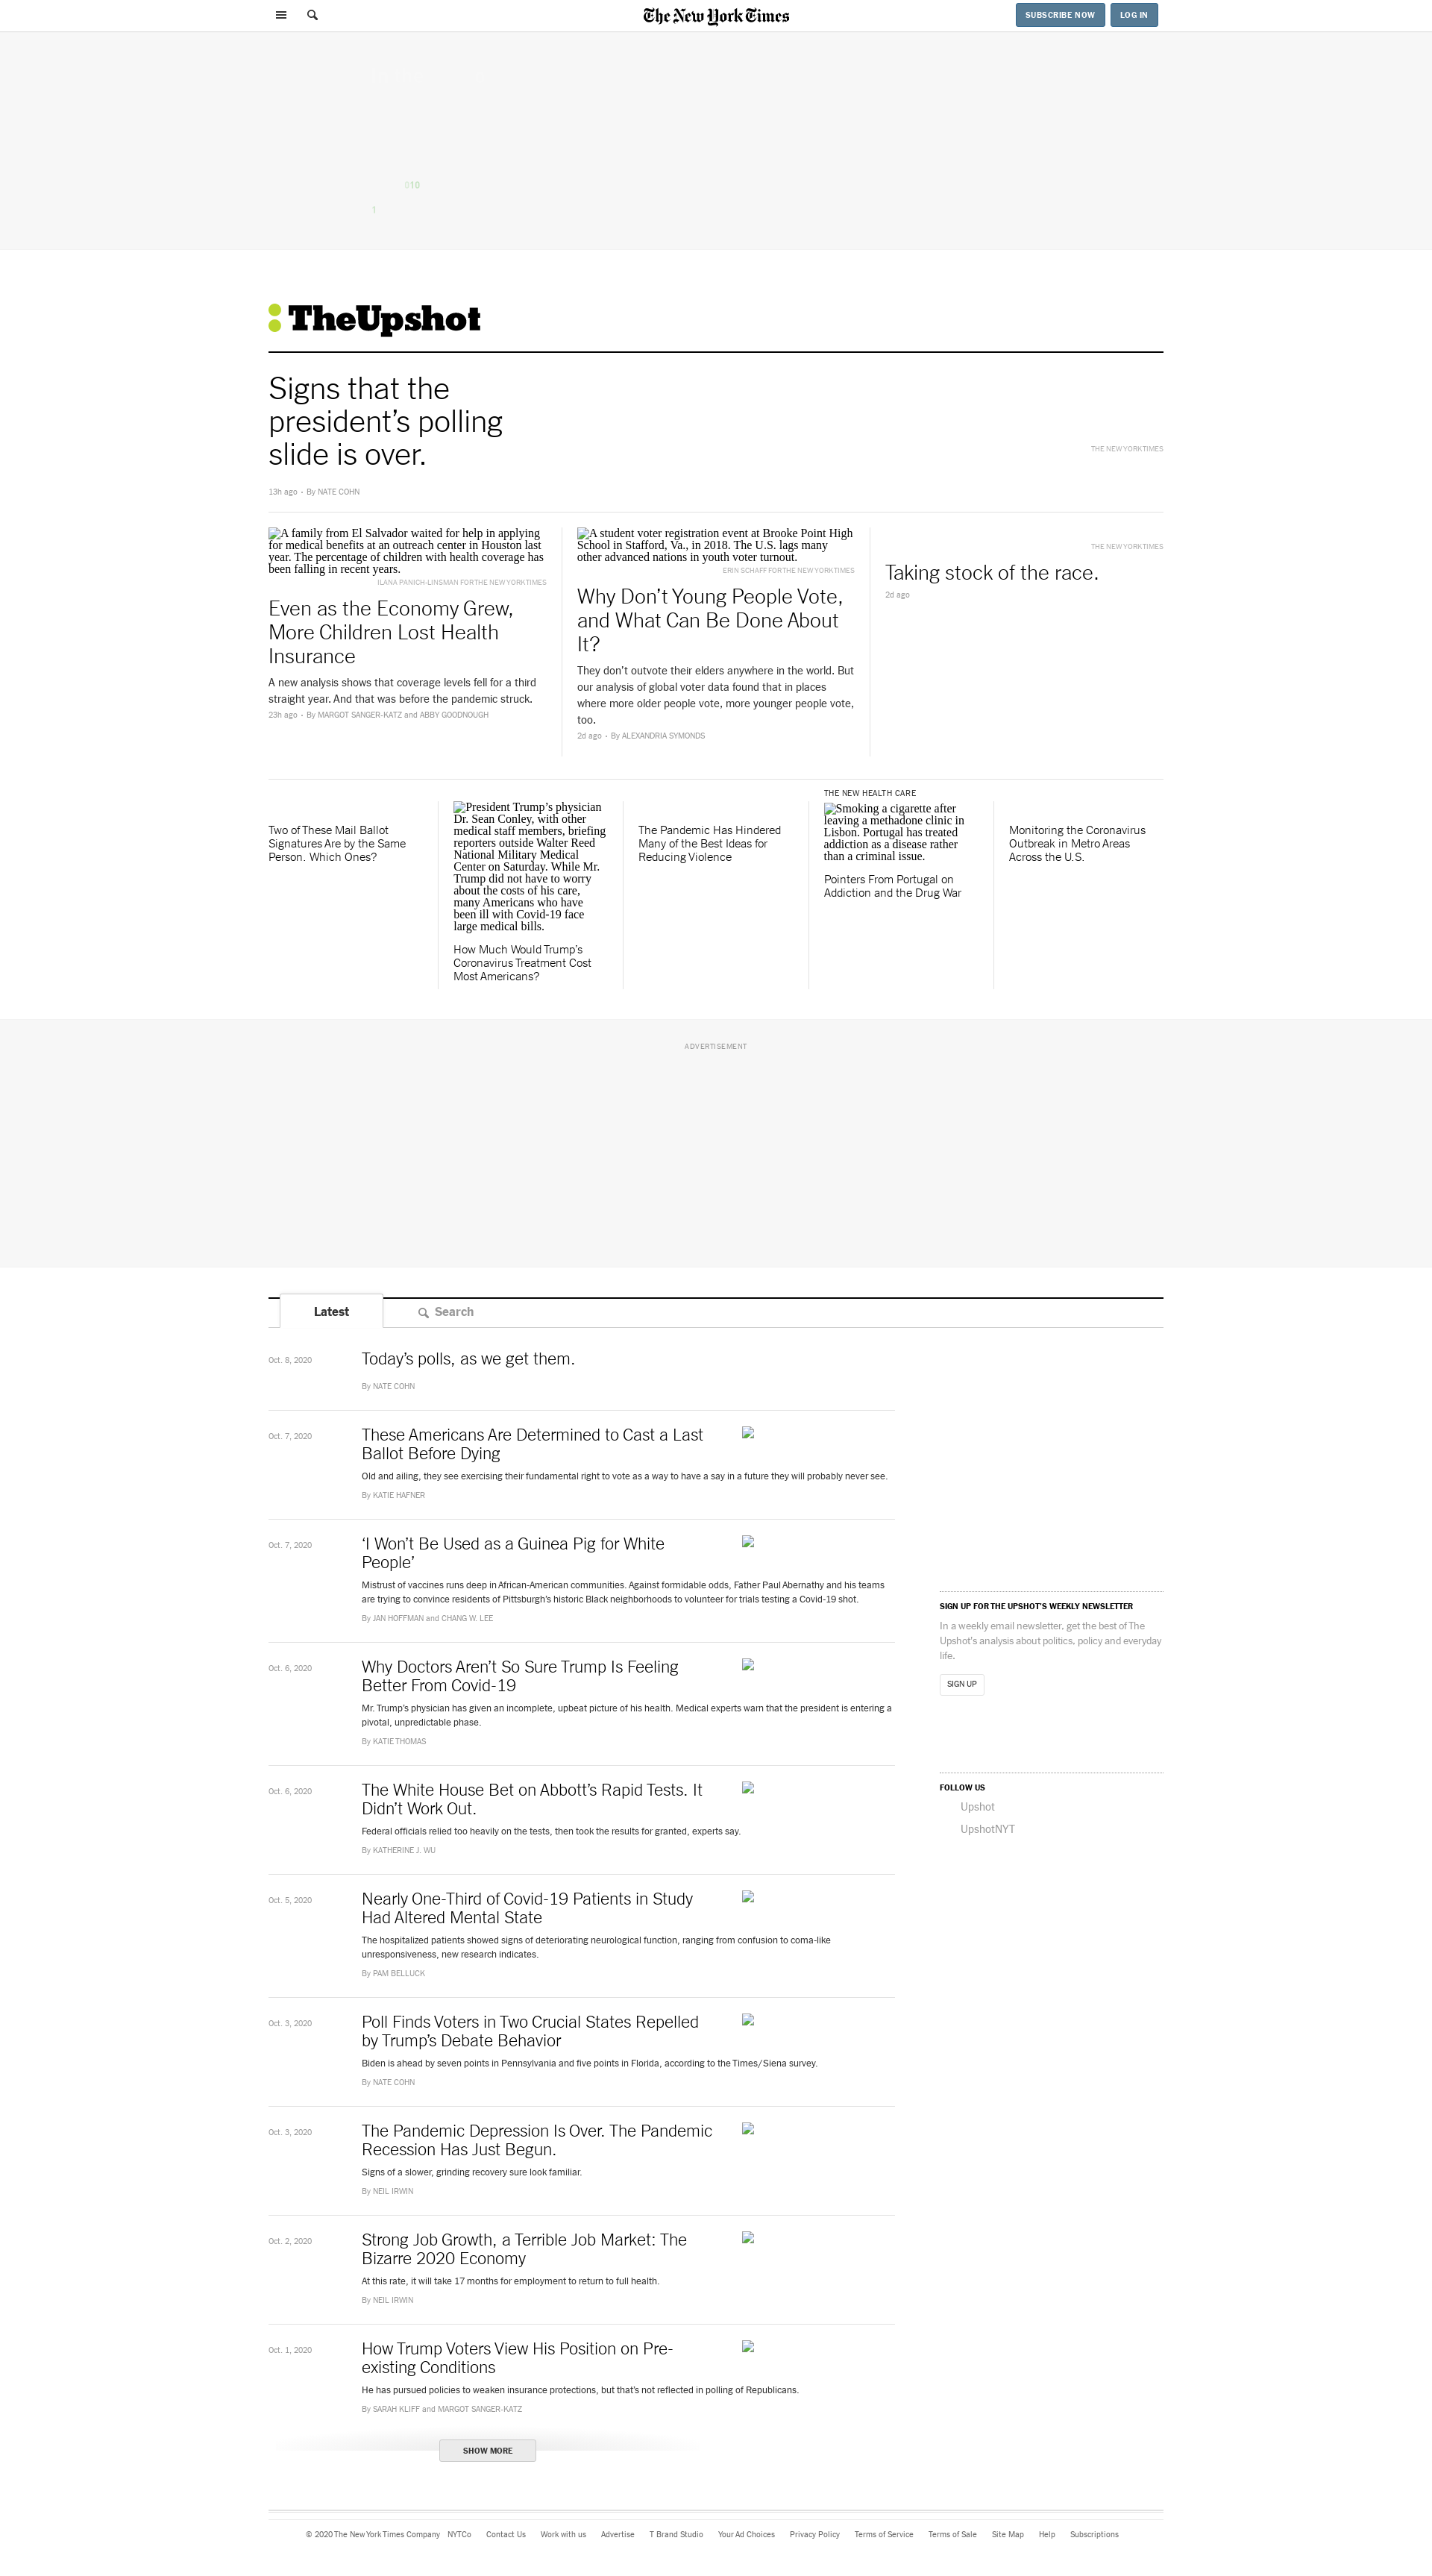 The New York Times
SUBSCRIBE NOW
LOG IN
010
1
TheUpshot
Signs that the
president’s polling
slide is over.
THE NEW YORK TIMES
13h ago • By NATE COHN
A family from El Salvador waited for help in applying
for medical benefits at an outreach center in Houston last
year. The percentage of children with health coverage has
been falling in recent years.
ILANA PANICH-LINSMAN FOR THE NEW YORK TIMES
Even as the Economy Grew,
More Children Lost Health
Insurance
A new analysis shows that coverage levels fell for a third
straight year. And that was before the pandemic struck.
23h ago • By MARGOT SANGER-KATZ and ABBY GOODNOUGH
A student voter registration event at Brooke Point High
School in Stafford, Va., in 2018. The U.S. lags many
other advanced nations in youth voter turnout.
ERIN SCHAFF FOR THE NEW YORK TIMES
Why Don’t Young People Vote,
and What Can Be Done About
It?
They don’t outvote their elders anywhere in the world. But
our analysis of global voter data found that in places
where more older people vote, more younger people vote,
too.
2d ago • By ALEXANDRIA SYMONDS
THE NEW YORK TIMES
Taking stock of the race.
2d ago
Two of These Mail Ballot
Signatures Are by the Same
Person. Which Ones?
President Trump’s physician
Dr. Sean Conley, with other
medical staff members, briefing
reporters outside Walter Reed
National Military Medical
Center on Saturday. While Mr.
Trump did not have to worry
about the costs of his care,
many Americans who have
been ill with Covid-19 face
large medical bills.
How Much Would Trump’s
Coronavirus Treatment Cost
Most Americans?
The Pandemic Has Hindered
Many of the Best Ideas for
Reducing Violence
THE NEW HEALTH CARE
Smoking a cigarette after
leaving a methadone clinic in
Lisbon. Portugal has treated
addiction as a disease rather
than a criminal issue.
Pointers From Portugal on
Addiction and the Drug War
Monitoring the Coronavirus
Outbreak in Metro Areas
Across the U.S.
ADVERTISEMENT
Latest
Search
Oct. 8, 2020
Today’s polls, as we get them.
By NATE COHN
Oct. 7, 2020
These Americans Are Determined to Cast a Last
Ballot Before Dying
Old and ailing, they see exercising their fundamental right to vote as a way to have a say in a future they will probably never see.
By KATIE HAFNER
Oct. 7, 2020
‘I Won’t Be Used as a Guinea Pig for White
People’
Mistrust of vaccines runs deep in African-American communities. Against formidable odds, Father Paul Abernathy and his teams
are trying to convince residents of Pittsburgh’s historic Black neighborhoods to volunteer for trials testing a Covid-19 shot.
By JAN HOFFMAN and CHANG W. LEE
Oct. 6, 2020
Why Doctors Aren’t So Sure Trump Is Feeling
Better From Covid-19
Mr. Trump’s physician has given an incomplete, upbeat picture of his health. Medical experts warn that the president is entering a
pivotal, unpredictable phase.
By KATIE THOMAS
Oct. 6, 2020
The White House Bet on Abbott’s Rapid Tests. It
Didn’t Work Out.
Federal officials relied too heavily on the tests, then took the results for granted, experts say.
By KATHERINE J. WU
Oct. 5, 2020
Nearly One-Third of Covid-19 Patients in Study
Had Altered Mental State
The hospitalized patients showed signs of deteriorating neurological function, ranging from confusion to coma-like
unresponsiveness, new research indicates.
By PAM BELLUCK
Oct. 3, 2020
Poll Finds Voters in Two Crucial States Repelled
by Trump’s Debate Behavior
Biden is ahead by seven points in Pennsylvania and five points in Florida, according to the Times/Siena survey.
By NATE COHN
Oct. 3, 2020
The Pandemic Depression Is Over. The Pandemic
Recession Has Just Begun.
Signs of a slower, grinding recovery sure look familiar.
By NEIL IRWIN
Oct. 2, 2020
Strong Job Growth, a Terrible Job Market: The
Bizarre 2020 Economy
At this rate, it will take 17 months for employment to return to full health.
By NEIL IRWIN
Oct. 1, 2020
How Trump Voters View His Position on Pre-
existing Conditions
He has pursued policies to weaken insurance protections, but that’s not reflected in polling of Republicans.
By SARAH KLIFF and MARGOT SANGER-KATZ
SHOW MORE
SIGN UP FOR THE UPSHOT’S WEEKLY NEWSLETTER
In a weekly email newsletter, get the best of The
Upshot’s analysis about politics, policy and everyday
life.
SIGN UP
FOLLOW US
Upshot
UpshotNYT
© 2020 The New York Times Company NYTCo Contact Us Work with us Advertise T Brand Studio Your Ad Choices Privacy Policy Terms of Service Terms of Sale Site Map Help Subscriptions